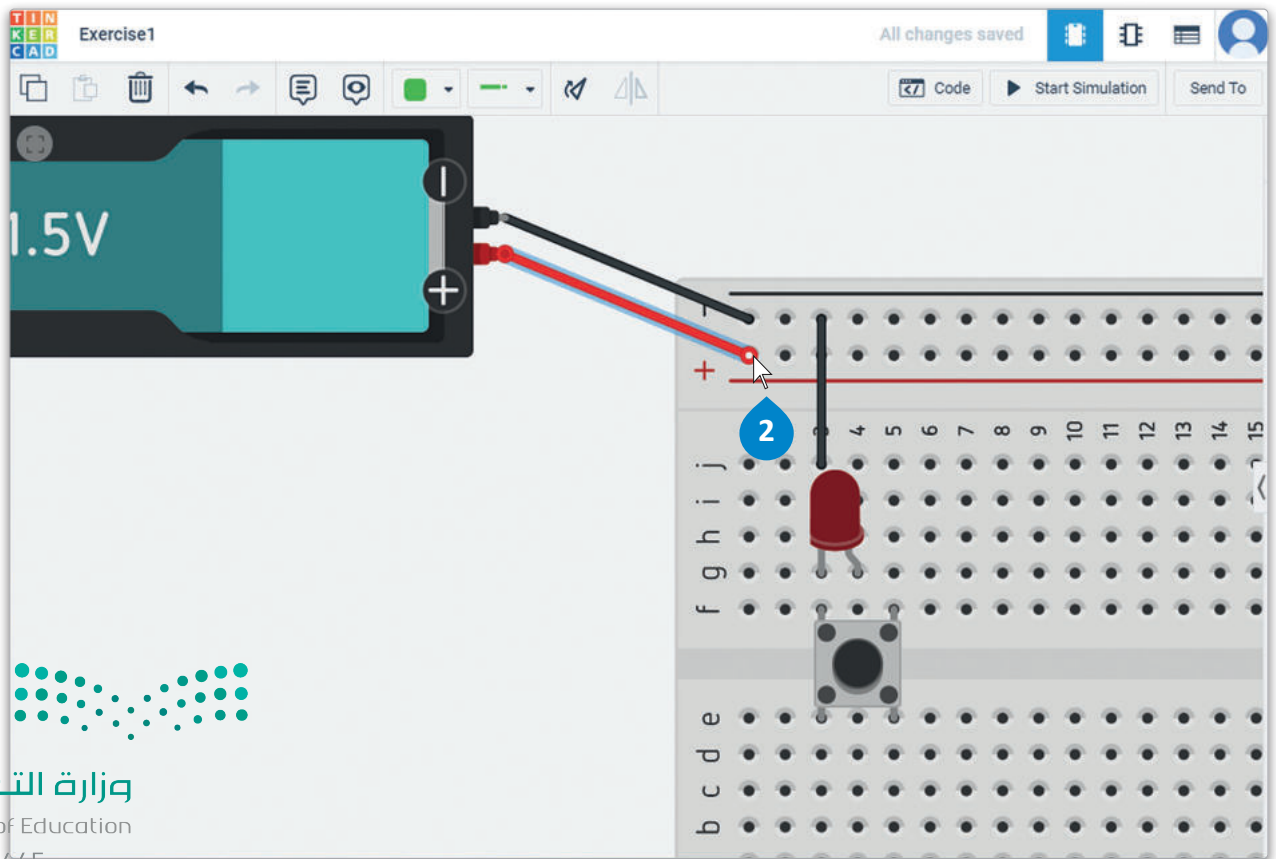 TIN
KER
CAD
Exercise1
All changes saved
Code
Start Simulation
Send To
1.5V
-
+
2
3 4 5 6 7 8 9 10 11 12 13 14 15
j
i
h
g
f
e
d
c
b
وزارة
of Education